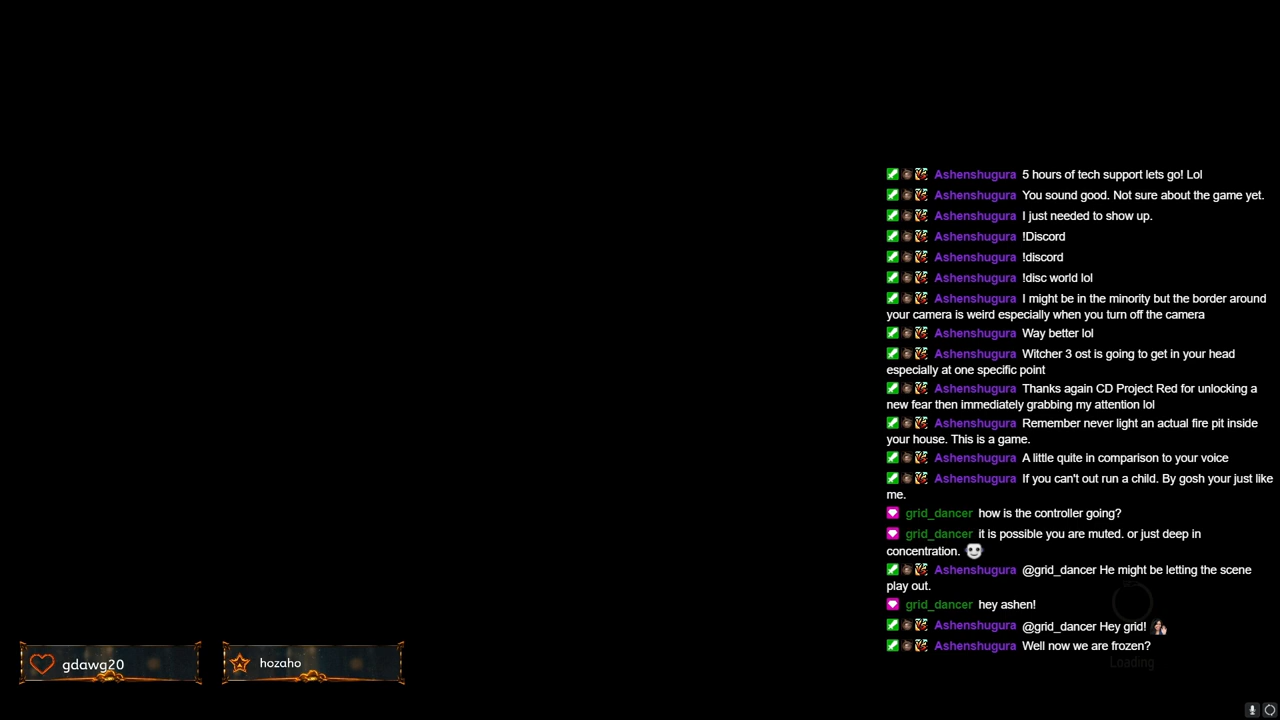 Ashenshugura 5 hours of tech support lets go! Lol
Ashenshugura You sound good. Not sure about the game yet.
Ashenshugura I just needed to show up.
Ashenshugura !Discord
Ashenshugura !discord
Ashenshugura !disc world lol
Ashenshugura I might be in the minority but the border around
your camera is weird especially when you turn off the camera
Ashenshugura Way better lol
Ashenshugura Witcher 3 ost is going to get in your head
especially at one specific point
Ashenshugura Thanks again CD Project Red for unlocking a
new fear then immediately grabbing my attention lol
Ashenshugura Remember never light an actual fire pit inside
your house. This is a game.
Ashenshugura A little quite in comparison to your voice
Ashenshugura If you can't out run a child. By gosh your just like
me.
grid_dancer how is the controller going?
grid_dancer it is possible you are muted. or just deep in
concentration.
Ashenshugura @grid_dancer He might be letting the scene
play out.
grid_dancer hey ashen!
Ashenshugura @grid_dancer Hey grid!
Ashenshugura Well now we are frozen?
Loading
gdawg20
hozaho